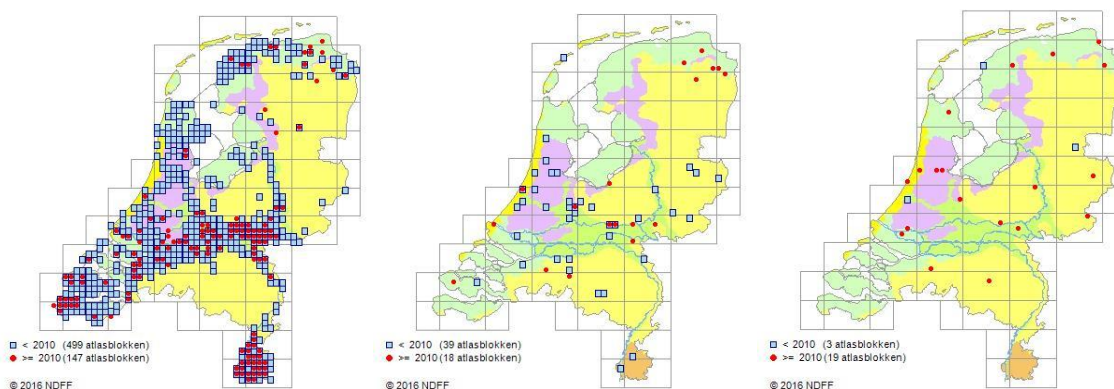 < 2010 (499 atlasblokken)
>= 2010 (147 atlasblokken)
© 2016 NDFF
< 2010 (39 atlasblokken)
>= 2010 (18 atlasblokken)
© 2016 NDFF
< 2010 (3 atlasblokken)
>= 2010 (19 atlasblokken)
© 2016 NDFF